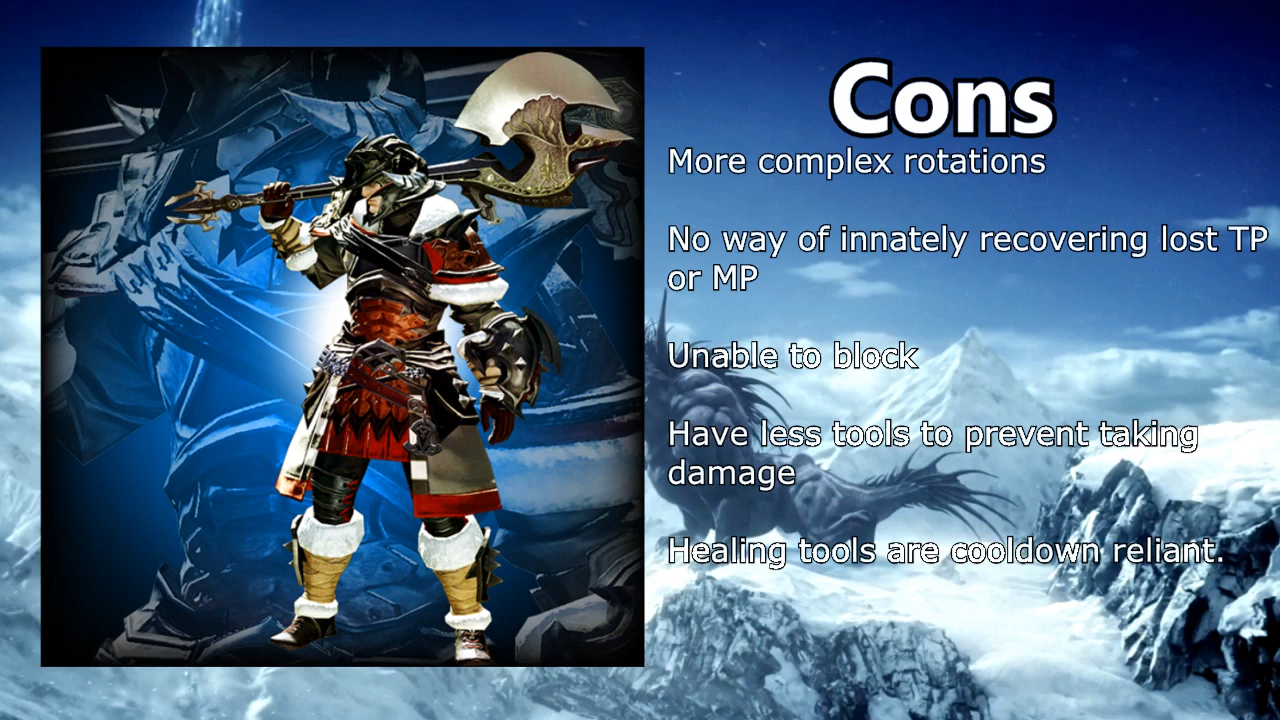 Cons
More complex rotations
No way of innately recovering lost TP
or MP
Unable to block
Have less tools to prevent taking
damage
Healing tools are cooldown reliant.